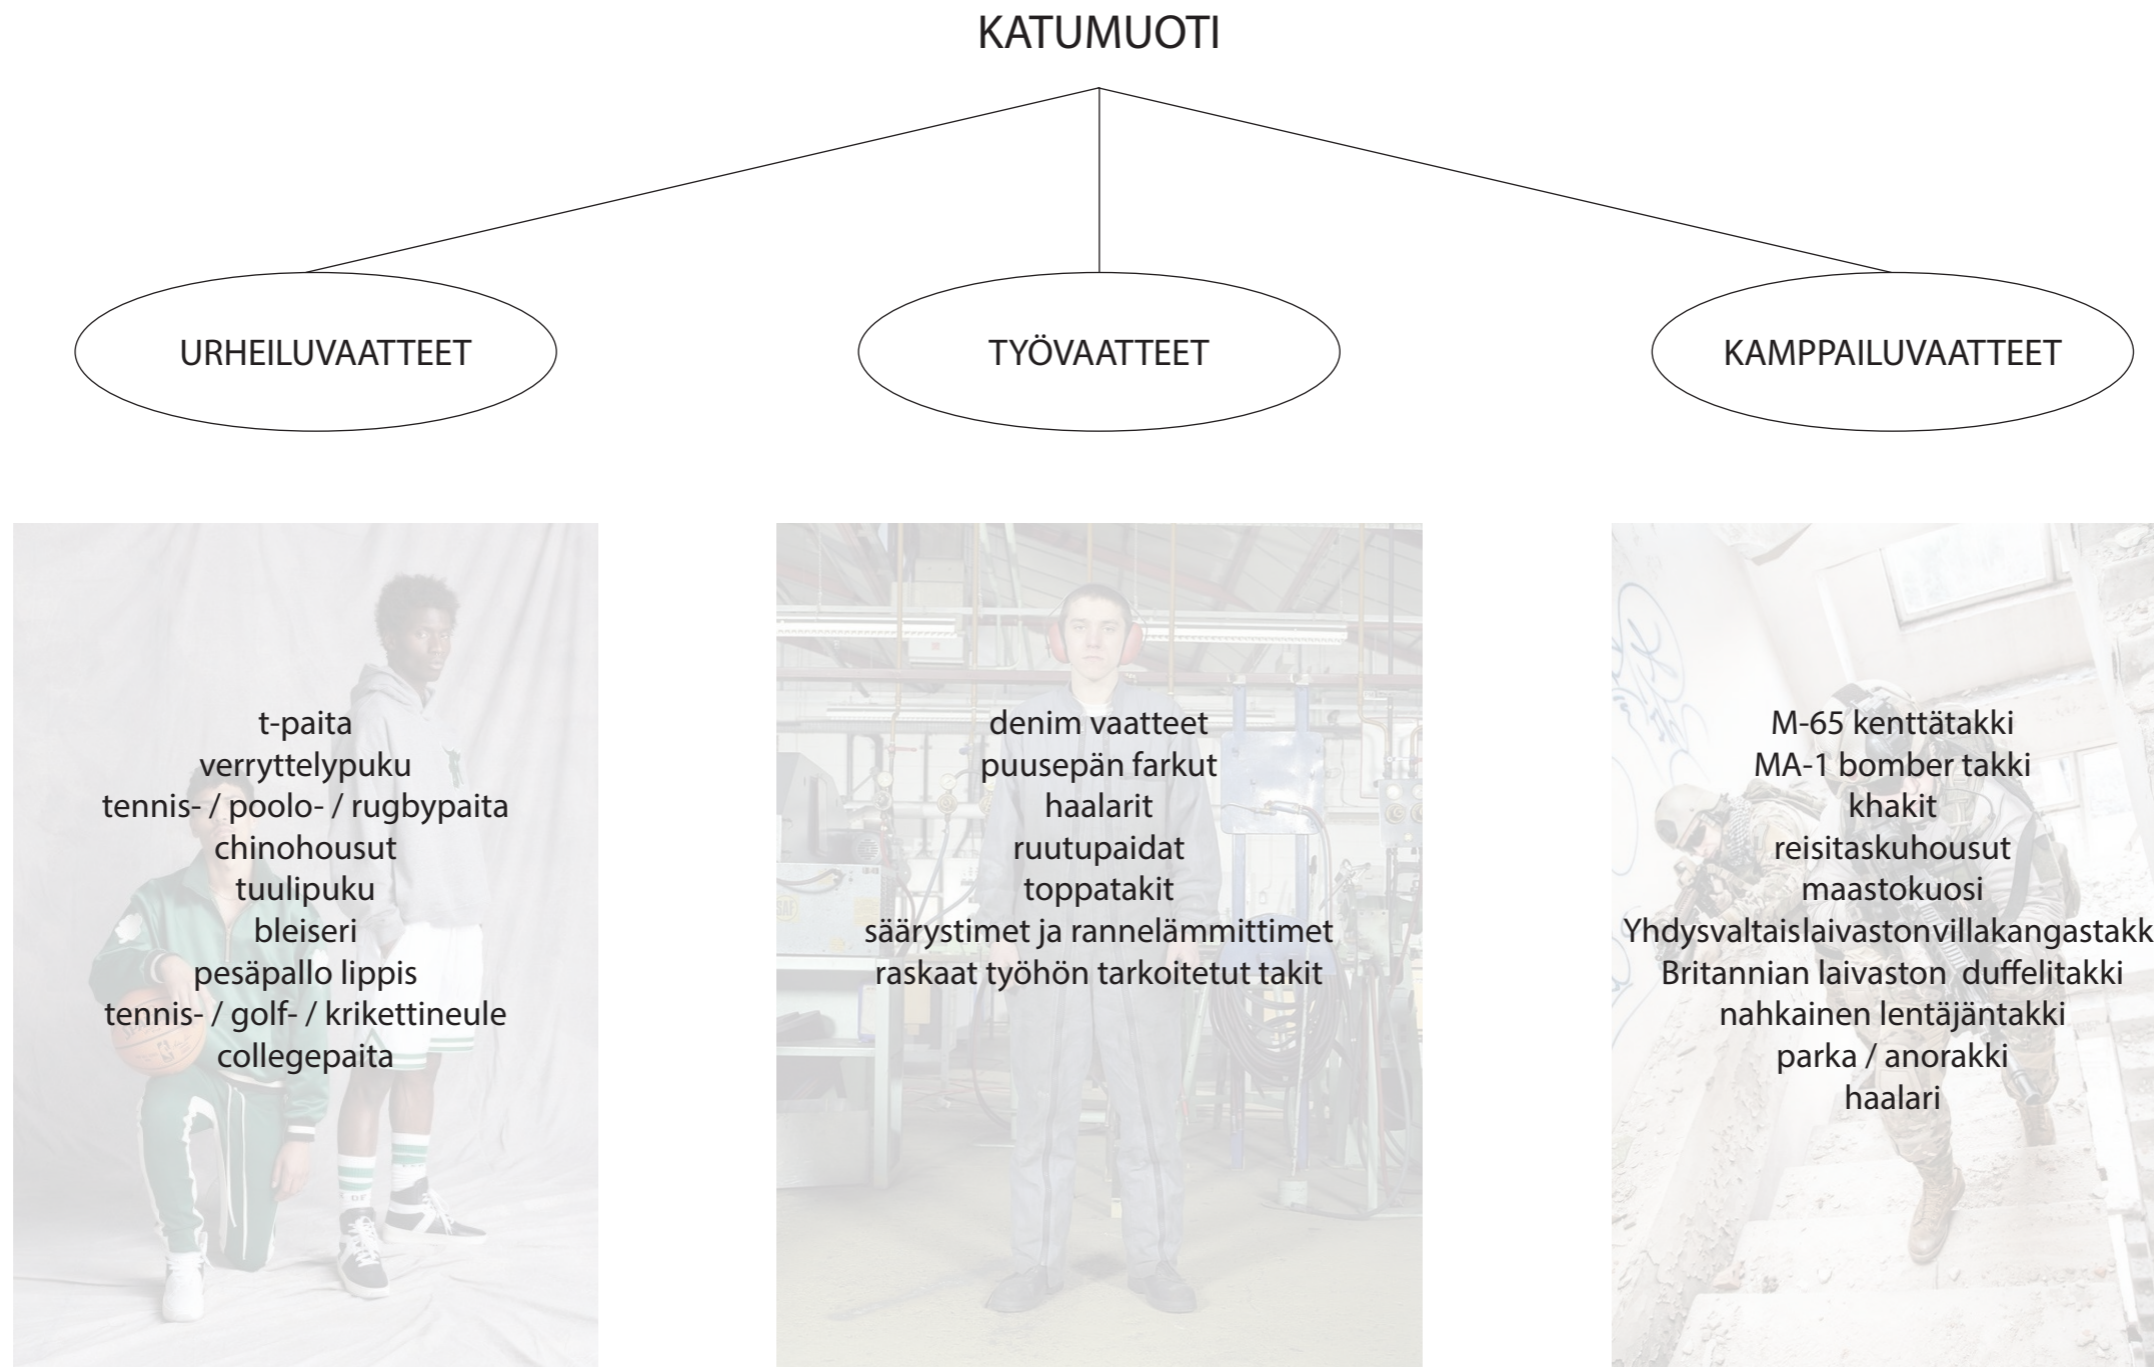 KATUMUOTI
URHEILUVAATTEET
TYÖVAATTEET
KAMPPAILUVAATTEET
t-paita
verryttelypuku
tennis- / poolo- / rugbypaita
chinohousut
tuulipuku
bleiseri
pesäpallo lippis
tennis- / golf- / krikettineule
collegepaita
denim vaatteet
puusepän farkut
haalarit
ruutupaidat
toppatakit
säärystimet ja rannelämmittimet
raskaat työhön tarkoitetut takit
M-65 kenttätakki
MA-1 bomber takki
khakit
reisitaskuhousut
maastokuosi
Yhdysvaltaislaivastonvillakangastakk
Britannian laivaston duffelitakki
nahkainen lentäjäntakki
parka / anorakki
haalari